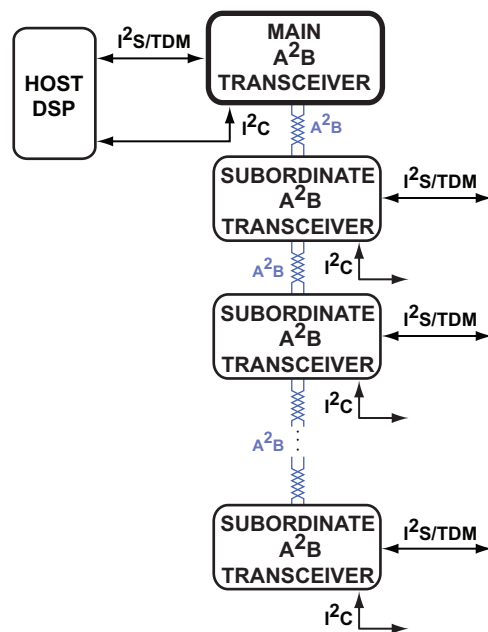 I²S/TDM
MAIN
A²B
TRANSCEIVER
HOST
DSP
I²C
A²B
SUBORDINATE
A²B
TRANSCEIVER
I²S/TDM
I²C
A²B
SUBORDINATE
A²B
TRANSCEIVER
I²S/TDM
I²C
A²B
SUBORDINATE
A²B
TRANSCEIVER
I²S/TDM
I²C